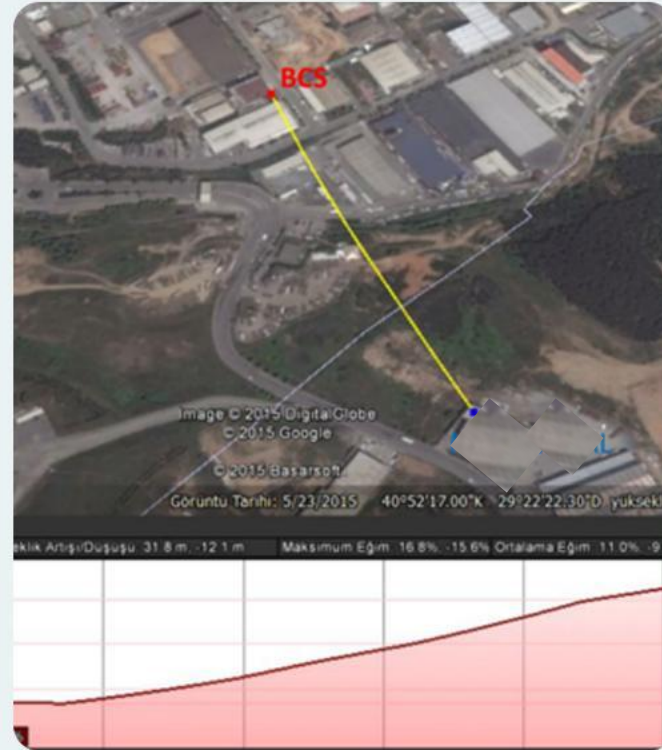 BCS
Image © 2015 DigitalGlobe
© 2015 Google
© 2015 Basarsoft
Görüntü Tarihi: 5/23/2015 40°52'17.00"K 29°22'22.30"D yükseklik
eklik Artışı/Düşüşü: 31.8 m, -12.1 m Maksimum Eğim: 16.8%, -15.6% Ortalama Eğim: 11.0%, -9